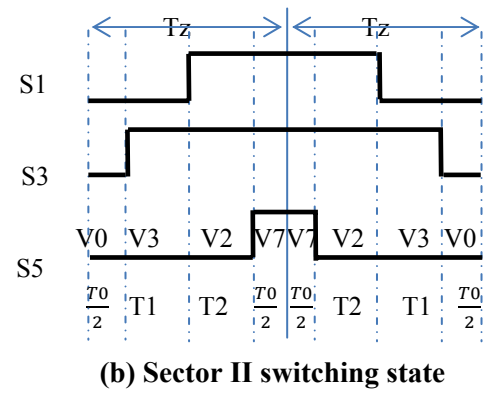 Tz Tz
S1
S3
V0 V3 V2 V7 V7 V2 V3 V0
S5
T0/2 T1 T2 T0/2 T0/2 T2 T1 T0/2
(b) Sector II switching state